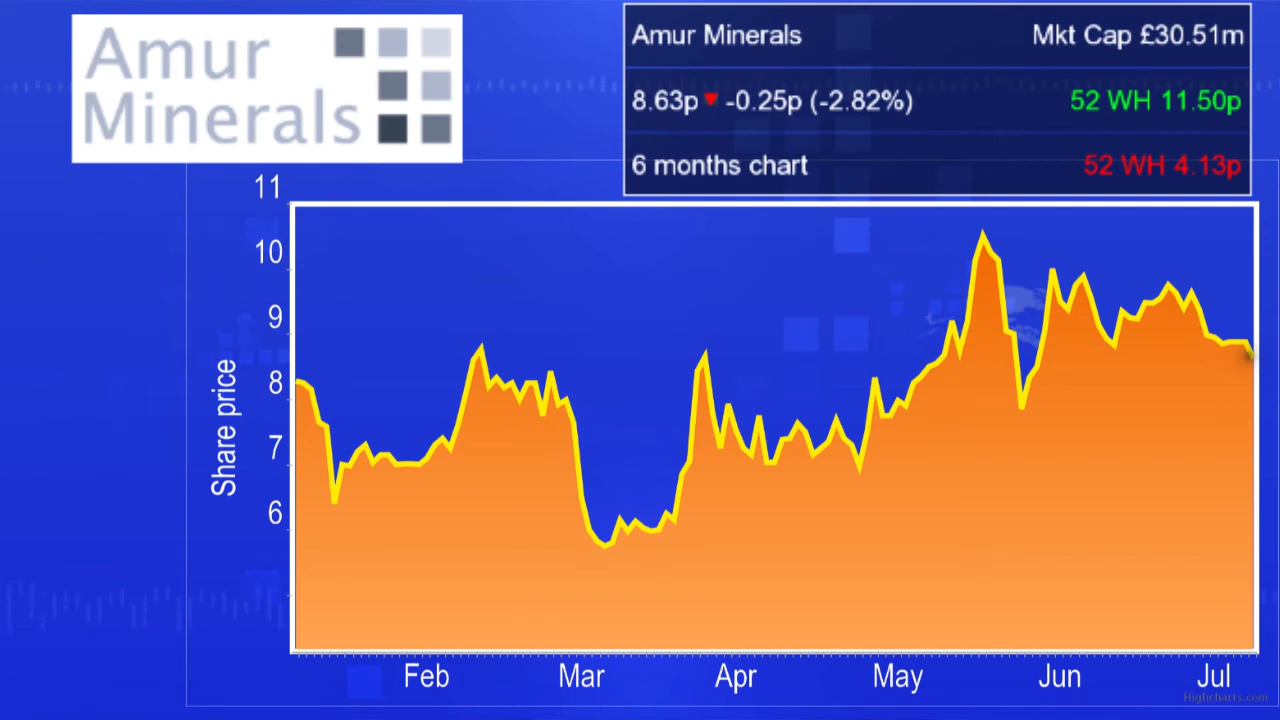 Amur
Minerals
Amur Minerals Mkt Cap £30.51m
8.63p -0.25p (-2.82%) 52 WH 11.50p
6 months chart 52 WH 4.13p
11
10
9
8
7
6
Share price
Feb Mar Apr May Jun Jul
Highcharts.com